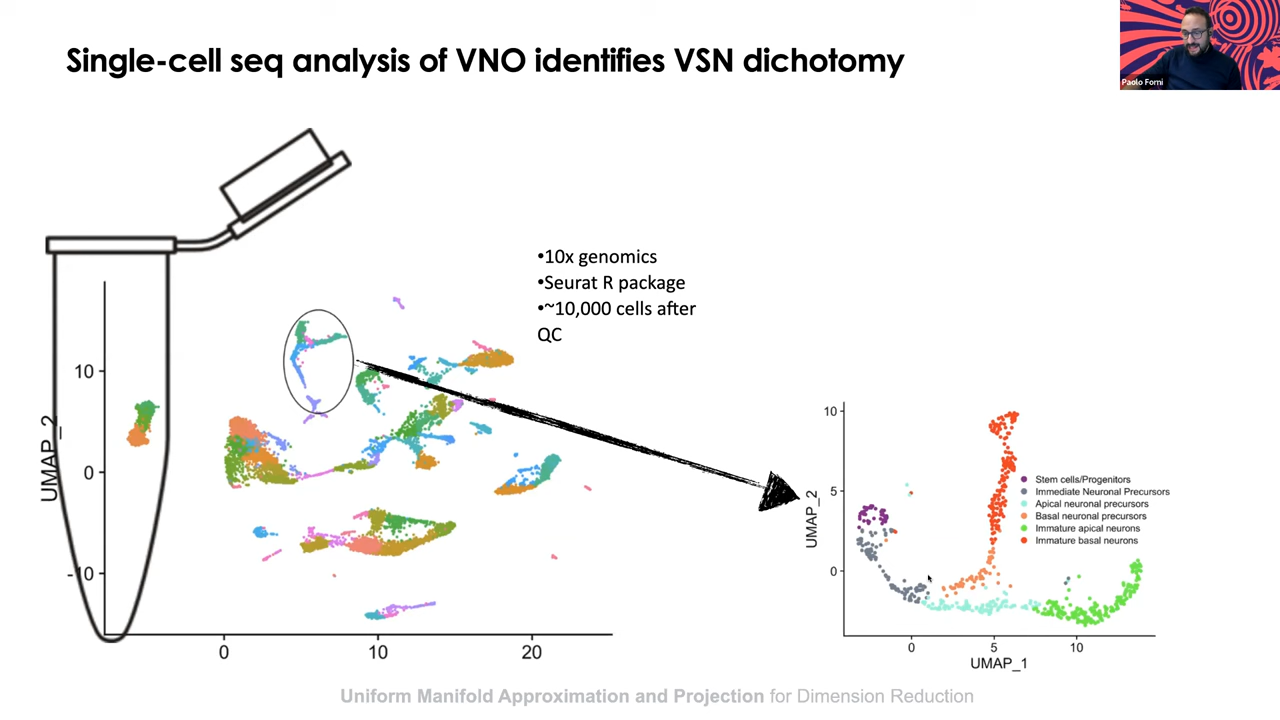 Single-cell seq analysis of VNO identifies VSN dichotomy
Paolo Forni
•10x genomics
•Seurat R package
•~10,000 cells after
QC
UMAP_2
10
0
-10
0
10
20
UMAP_2
10
5
0
0
5
10
UMAP_1
Stem cells/Progenitors
Immediate Neuronal Precursors
Apical neuronal precursors
Basal neuronal precursors
Immature apical neurons
Immature basal neurons
Uniform Manifold Approximation and Projection for Dimension Reduction